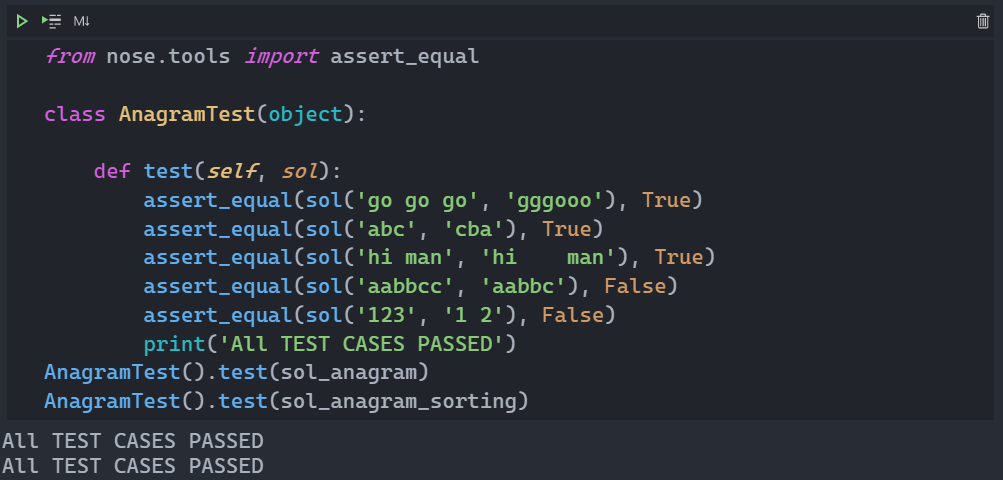 M↓
from nose.tools import assert_equal
class AnagramTest(object):
    def test(self, sol):
        assert_equal(sol('go go go', 'gggooo'), True)
        assert_equal(sol('abc', 'cba'), True)
        assert_equal(sol('hi man', 'hi    man'), True)
        assert_equal(sol('aabbcc', 'aabbc'), False)
        assert_equal(sol('123', '1 2'), False)
        print('All TEST CASES PASSED')
AnagramTest().test(sol_anagram)
AnagramTest().test(sol_anagram_sorting)
All TEST CASES PASSED
All TEST CASES PASSED